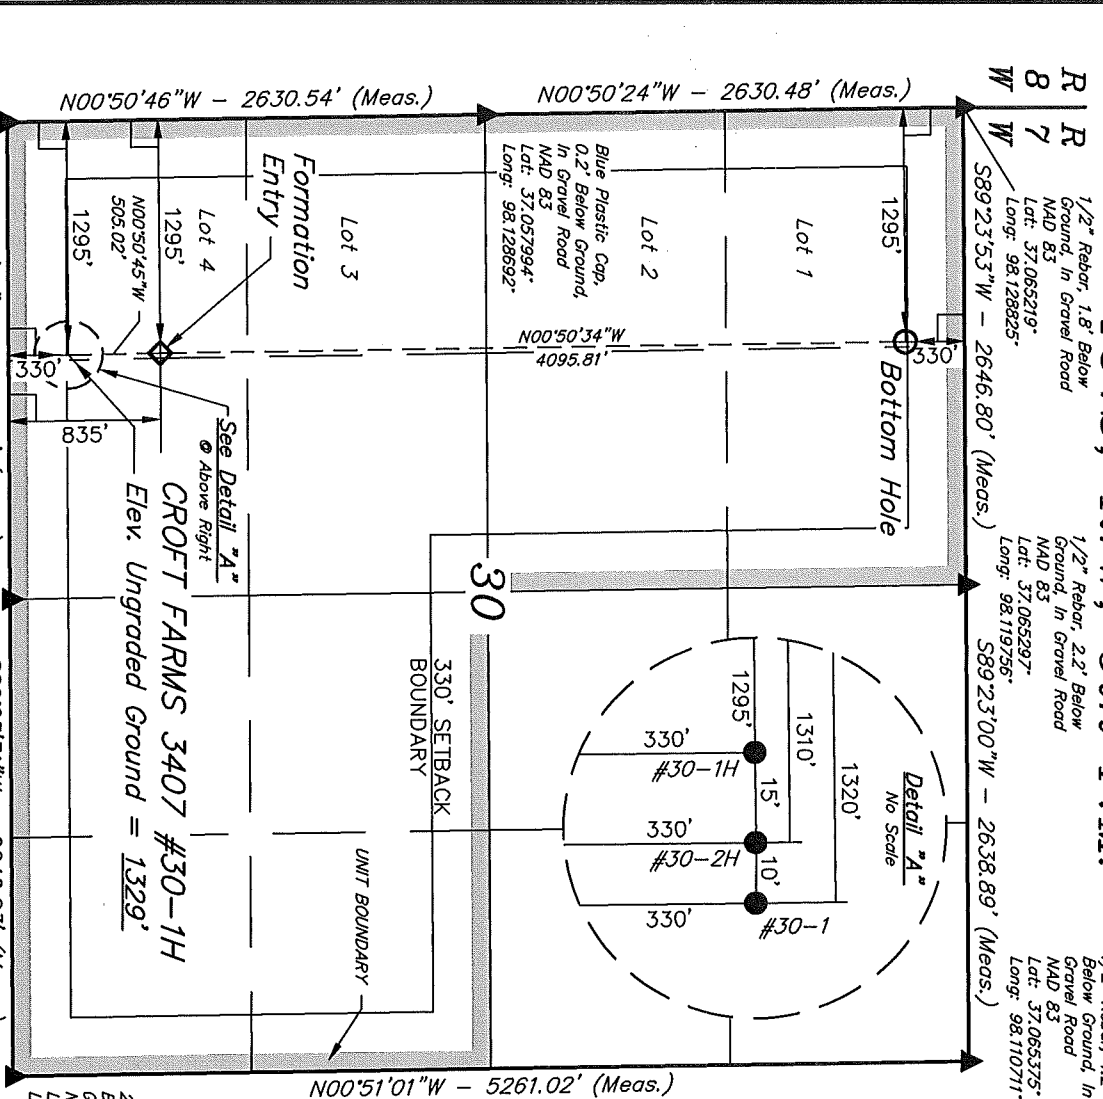 R R
8 7
W W
1/2" Rebar, 1.8' Below
Ground, In Gravel Road
NAD 83
Lat: 37.065219°
Long: 98.128825°
S89°23'53"W - 2646.80' (Meas.)
1/2" Rebar, 2.2' Below
Ground, In Gravel Road
NAD 83
Lat: 37.065297°
Long: 98.119756°
S89°23'00"W - 2638.89' (Meas.)
Below Ground, In
Gravel Road
NAD 83
Lat: 37.065375°
Long: 98.110711°
N00°50'46"W - 2630.54' (Meas.)
N00°50'24"W - 2630.48' (Meas.)
1295'
330'
Bottom Hole
Lot 1
Lot 2
Blue Plastic Cap,
0.2' Below Ground,
In Gravel Road
NAD 83
Lat: 37.057994°
Long: 98.128692°
N00°50'34"W
4095.81'
Lot 3
Formation
Entry
Lot 4
1295'
N00°50'45"W
505.02'
1295'
330'
835'
See Detail "A"
@ Above Right
CROFT FARMS 3407 #30-1H
Elev. Ungraded Ground = 1329'
30
330' SETBACK
BOUNDARY
UNIT BOUNDARY
Detail "A"
No Scale
1320'
1310'
1295'
15'
10'
330'
#30-1H
330'
#30-2H
330'
#30-1
N00°51'01"W - 5261.02' (Meas.)